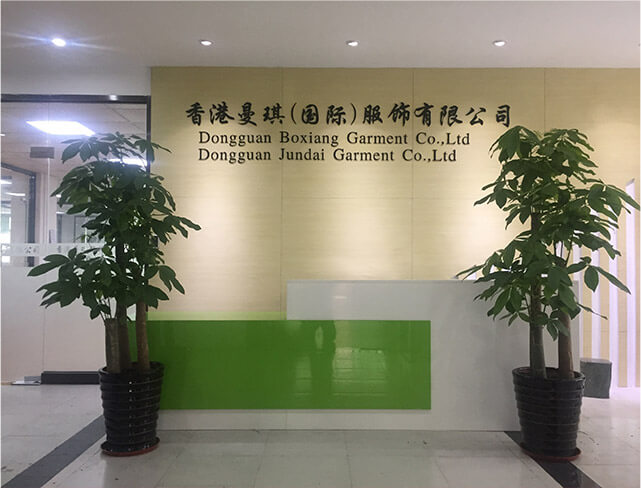 香港曼琪(国际)服饰有限公司
Dongguan Boxiang Garment Co.,Ltd
Dongguan Jundai Garment Co.,Ltd